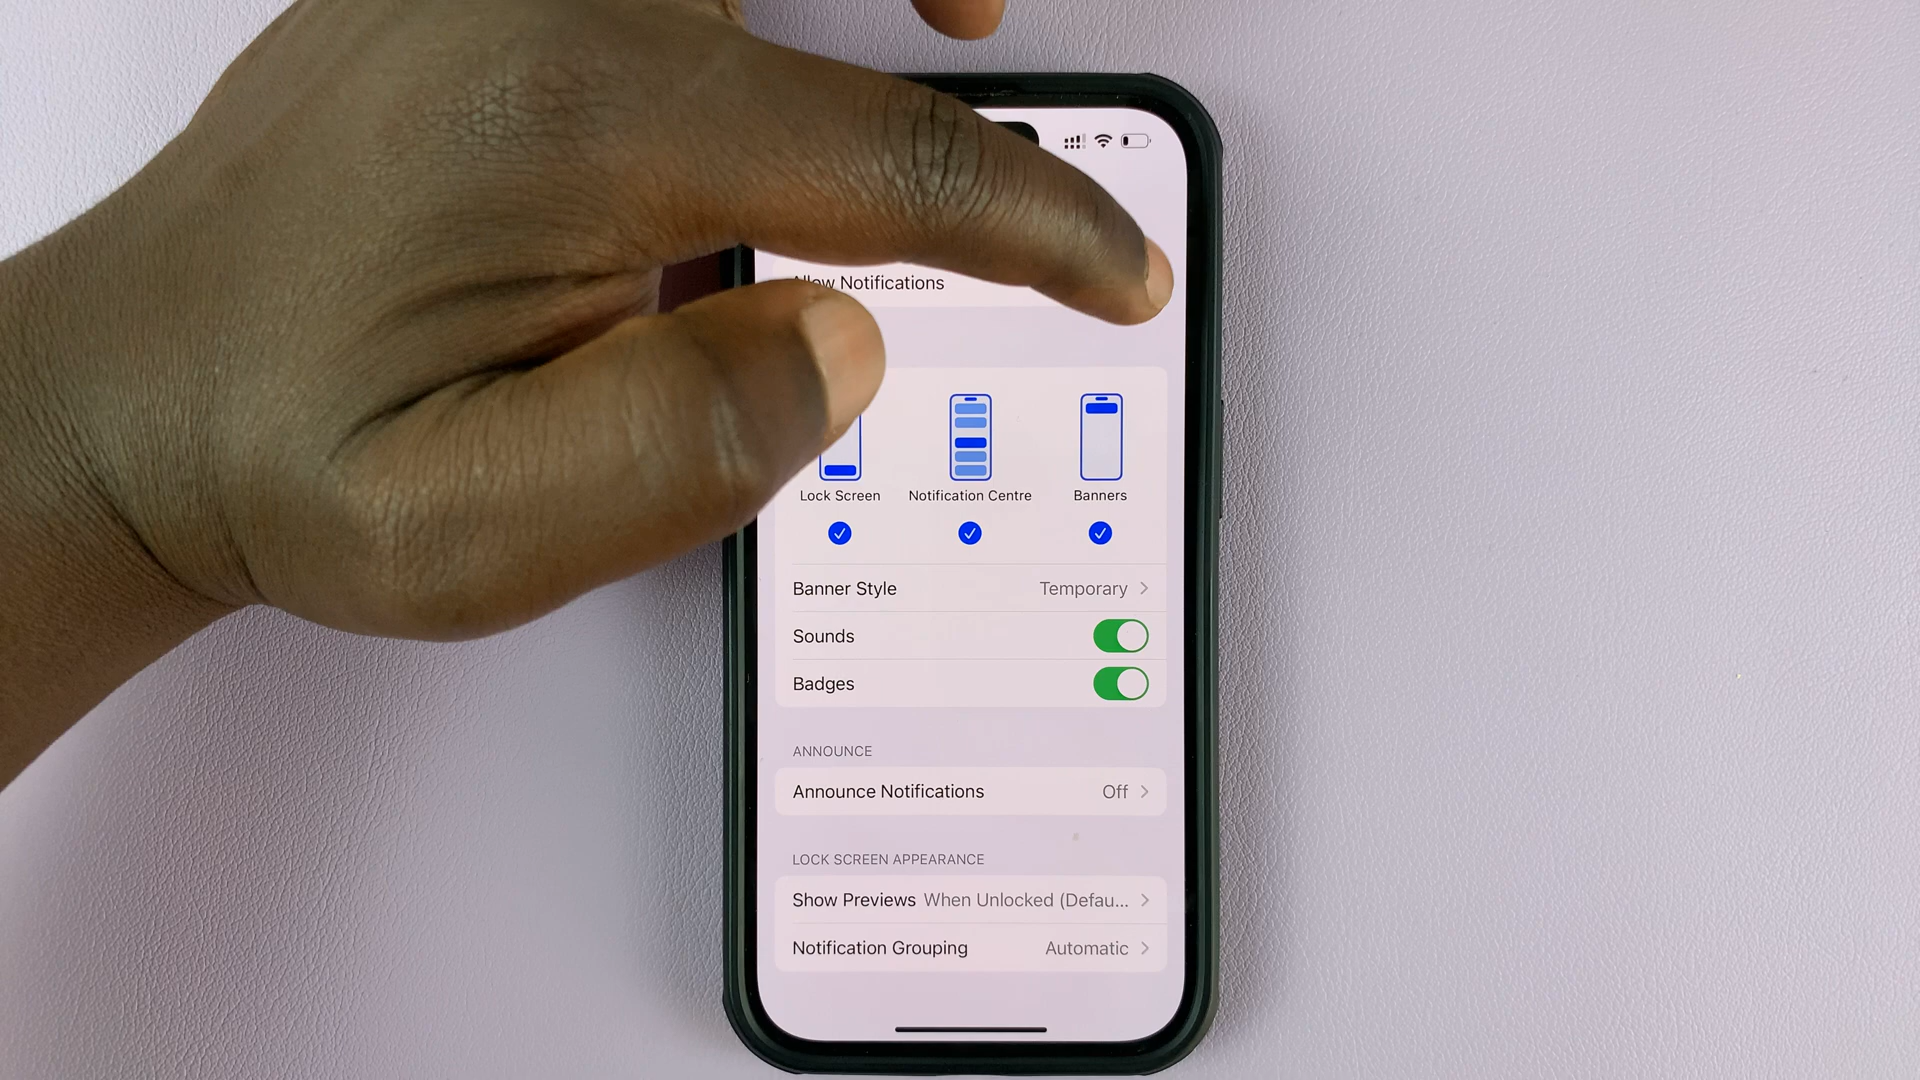 Allow Notifications
Lock Screen Notification Centre Banners
Banner Style Temporary
Sounds
Badges
ANNOUNCE
Announce Notifications Off
LOCK SCREEN APPEARANCE
Show Previews When Unlocked (Defau...
Notification Grouping Automatic